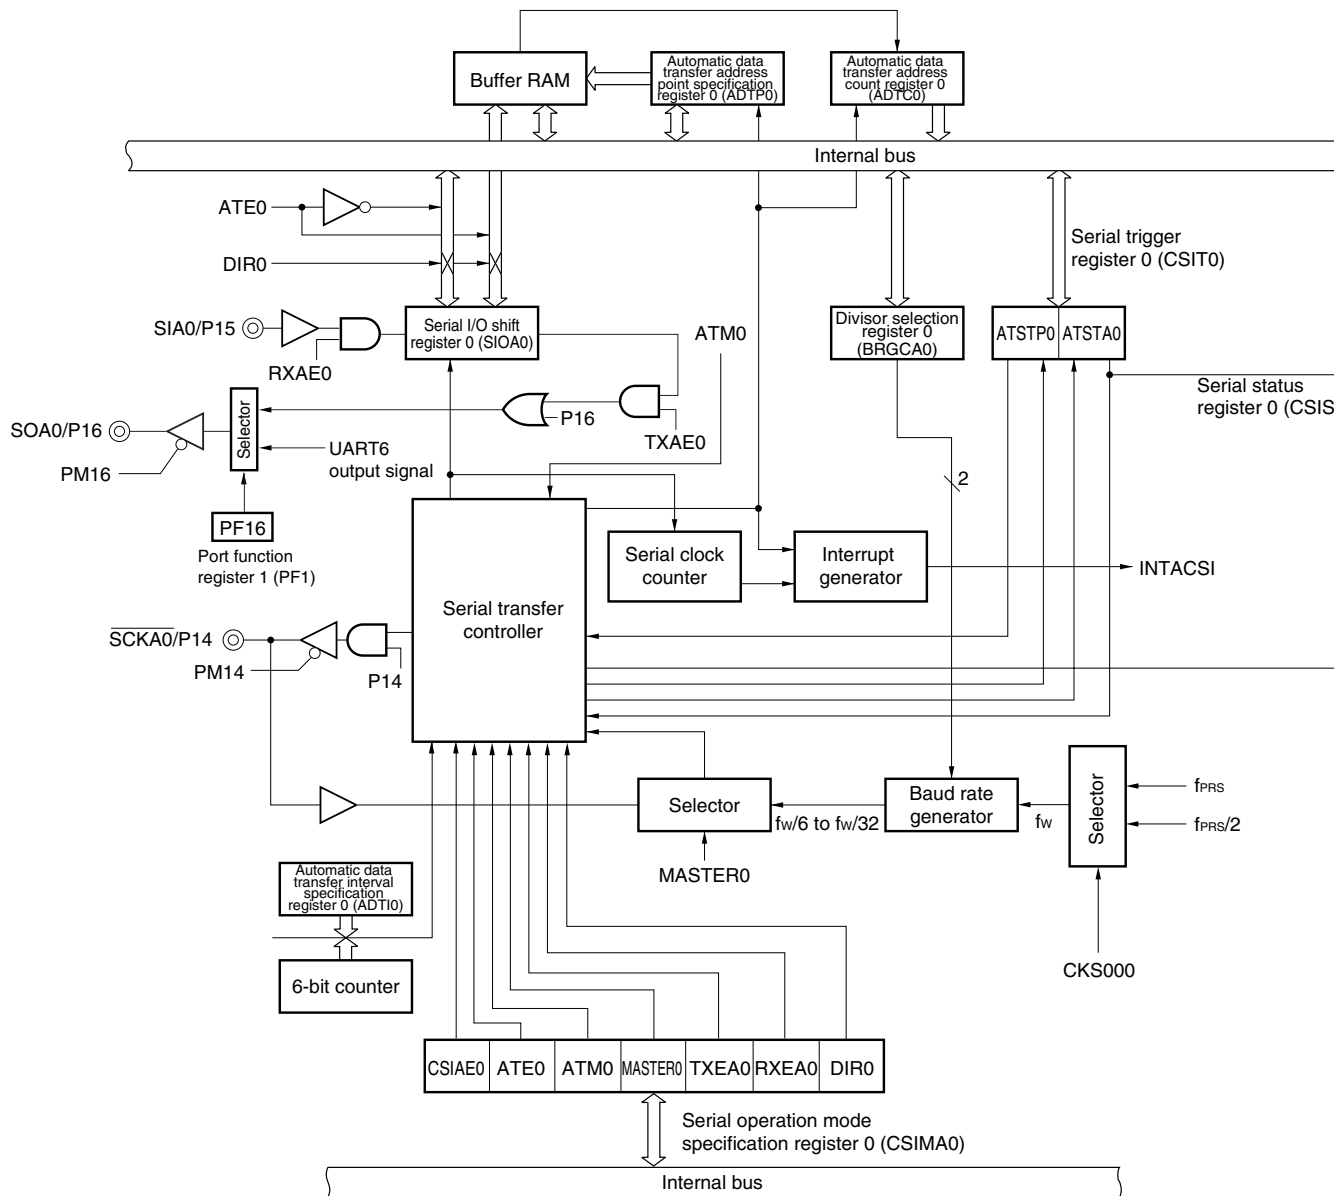 Buffer RAM
Automatic data
transfer address
point specification
register 0 (ADTP0)
Automatic data
transfer address
count register 0
(ADTC0)
Internal bus
ATE0
DIR0
Serial trigger
register 0 (CSIT0)
SIA0/P15
RXAE0
Serial I/O shift
register 0 (SIOA0)
ATM0
Divisor selection
register 0
(BRGCA0)
ATSTP0
ATSTA0
Serial status
register 0 (CSIS
SOA0/P16
PM16
Selector
P16
TXAE0
UART6
output signal
2
PF16
Port function
register 1 (PF1)
Serial clock
counter
Interrupt
generator
INTACSI
Serial transfer
controller
SCKA0/P14
PM14
P14
Selector
fW/6 to fW/32
Baud rate
generator
fW
Selector
fPRS
fPRS/2
MASTER0
CKS000
Automatic data
transfer interval
specification
register 0 (ADTI0)
6-bit counter
CSIAE0
ATE0
ATM0
MASTER0
TXEA0
RXEA0
DIR0
Serial operation mode
specification register 0 (CSIMA0)
Internal bus